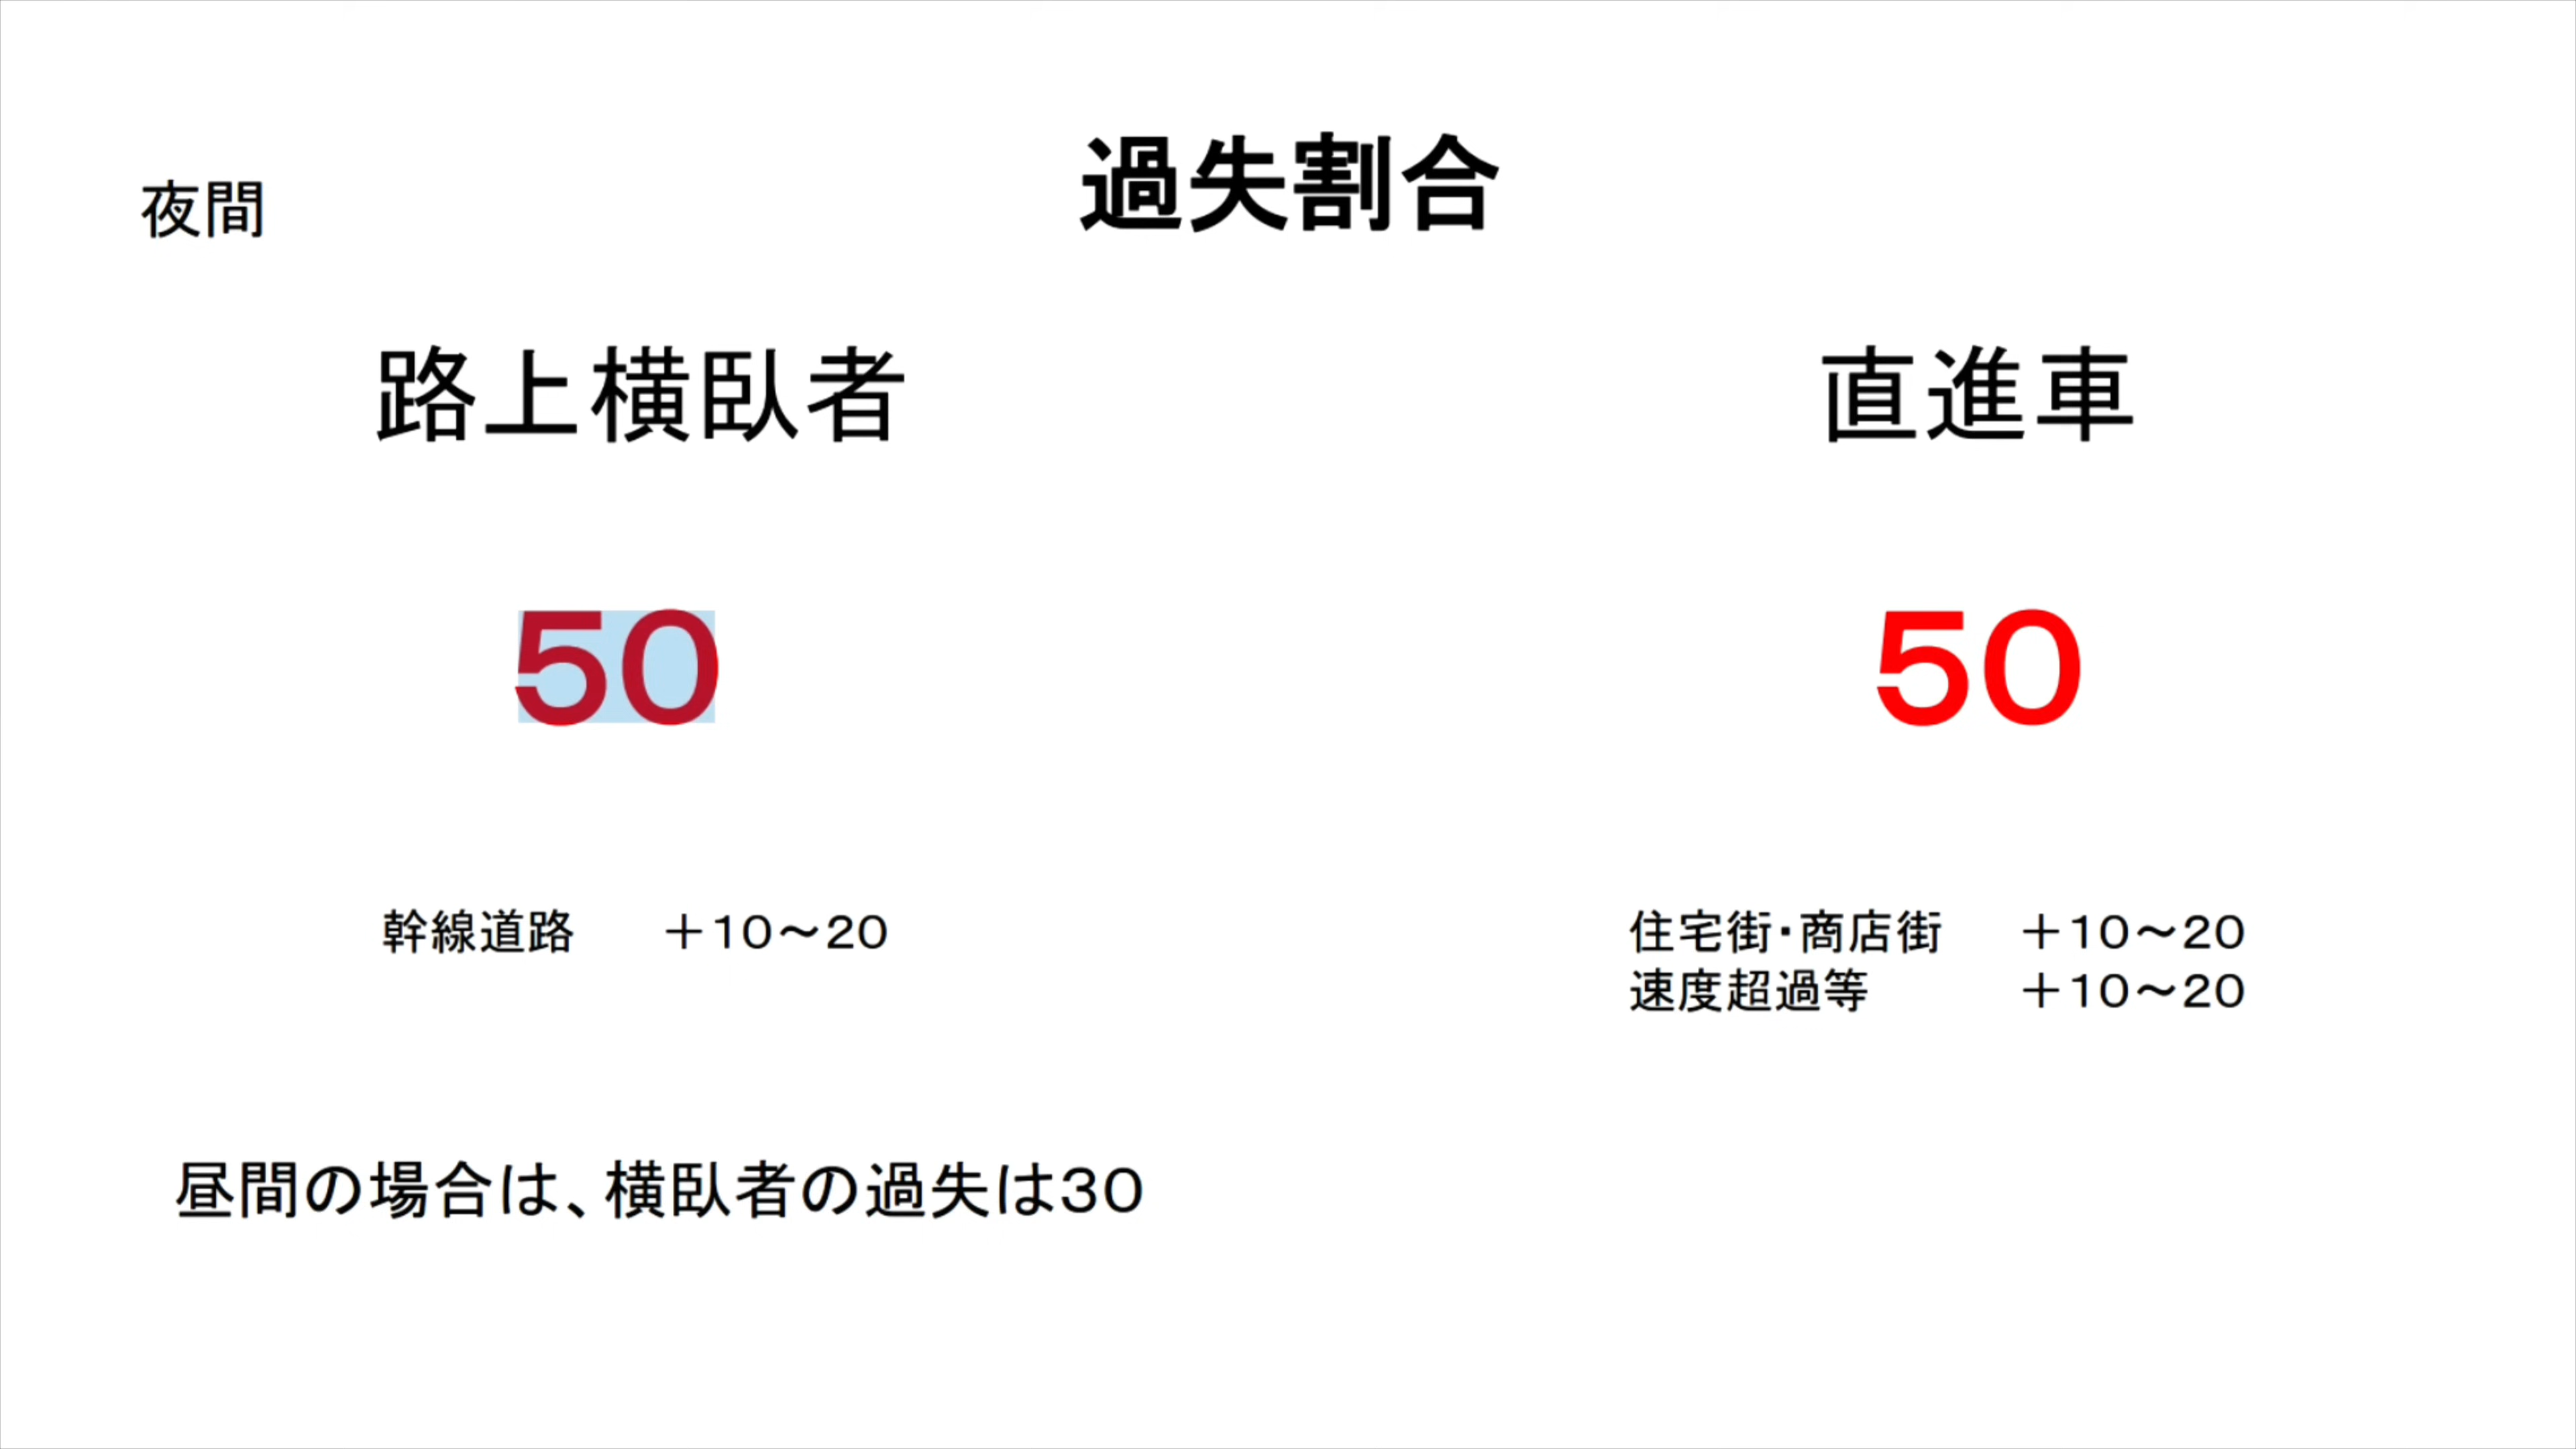 過失割合
夜間
路上横臥者 直進車
50 50
幹線道路 +10~20 住宅街・商店街 +10~20
速度超過等 +10~20
昼間の場合は、横臥者の過失は30